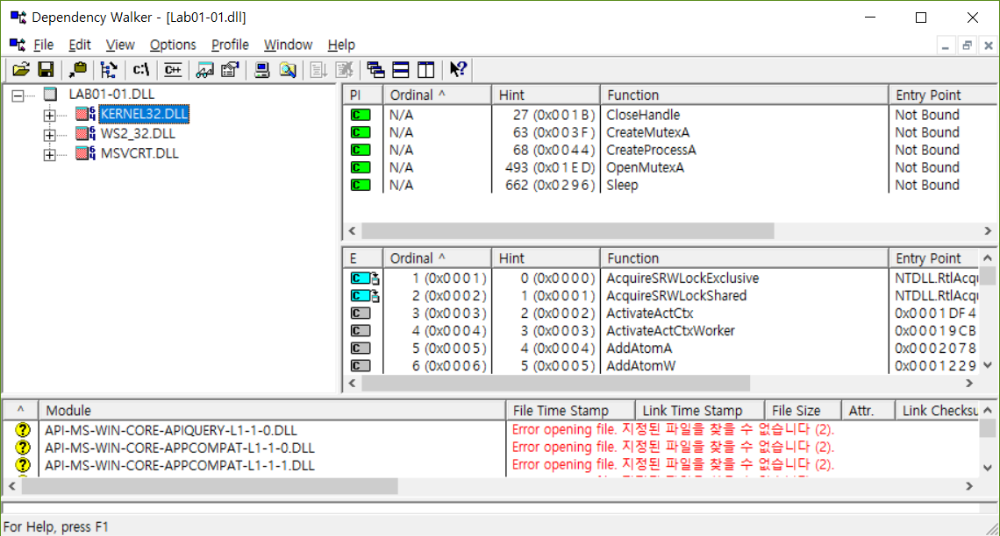 Dependency Walker - [Lab01-01.dll]
File Edit View Options Profile Window Help
C:\ C++
LAB01-01.DLL
KERNEL32.DLL
WS2_32.DLL
MSVCRT.DLL
PI Ordinal ^ Hint Function Entry Point
C N/A 27 (0x001B) CloseHandle Not Bound
C N/A 63 (0x003F) CreateMutexA Not Bound
C N/A 68 (0x0044) CreateProcessA Not Bound
C N/A 493 (0x01ED) OpenMutexA Not Bound
C N/A 662 (0x0296) Sleep Not Bound
E Ordinal ^ Hint Function Entry Point
C 1 (0x0001) 0 (0x0000) AcquireSRWLockExclusive NTDLL.RtlAcqu
C 2 (0x0002) 1 (0x0001) AcquireSRWLockShared NTDLL.RtlAcqu
C 3 (0x0003) 2 (0x0002) ActivateActCtx 0x0001DF4
C 4 (0x0004) 3 (0x0003) ActivateActCtxWorker 0x00019CB
C 5 (0x0005) 4 (0x0004) AddAtomA 0x0002078
C 6 (0x0006) 5 (0x0005) AddAtomW 0x0001229
^ Module File Time Stamp Link Time Stamp File Size Attr. Link Checksu
? API-MS-WIN-CORE-APIQUERY-L1-1-0.DLL Error opening file. 지정된 파일을 찾을 수 없습니다 (2).
? API-MS-WIN-CORE-APPCOMPAT-L1-1-0.DLL Error opening file. 지정된 파일을 찾을 수 없습니다 (2).
? API-MS-WIN-CORE-APPCOMPAT-L1-1-1.DLL Error opening file. 지정된 파일을 찾을 수 없습니다 (2).
For Help, press F1